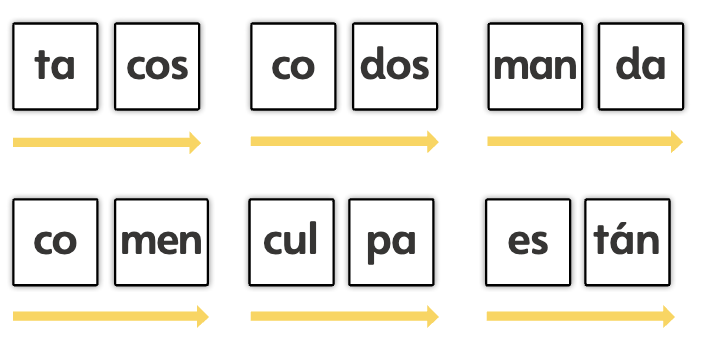 ta cos co dos man da
co men cul pa es tán